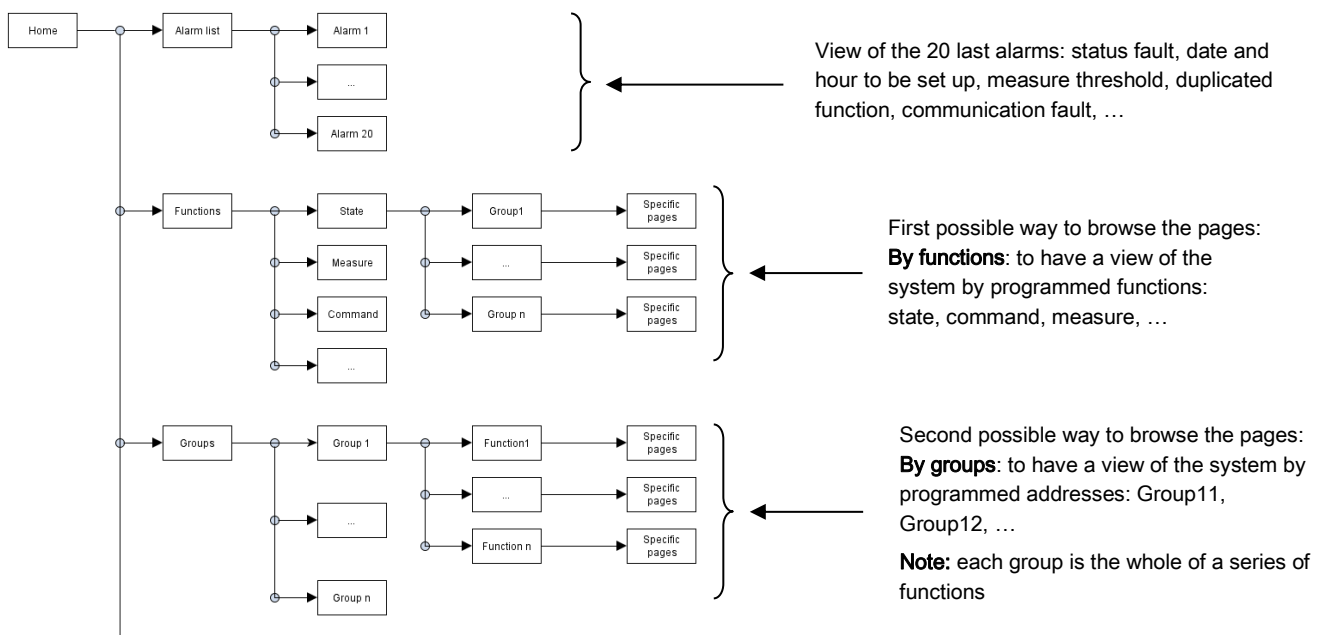 Home
Alarm list
Alarm 1
...
Alarm 20
View of the 20 last alarms: status fault, date and
hour to be set up, measure threshold, duplicated
function, communication fault, …
Functions
State
Group1
Specific
pages
Measure
...
Specific
pages
Command
Group n
Specific
pages
...
First possible way to browse the pages:
By functions: to have a view of the
system by programmed functions:
state, command, measure, …
Groups
Group 1
Function1
Specific
pages
...
...
Specific
pages
Function n
Specific
pages
Group n
Second possible way to browse the pages:
By groups: to have a view of the system by
programmed addresses: Group11,
Group12, …
Note: each group is the whole of a series of
functions